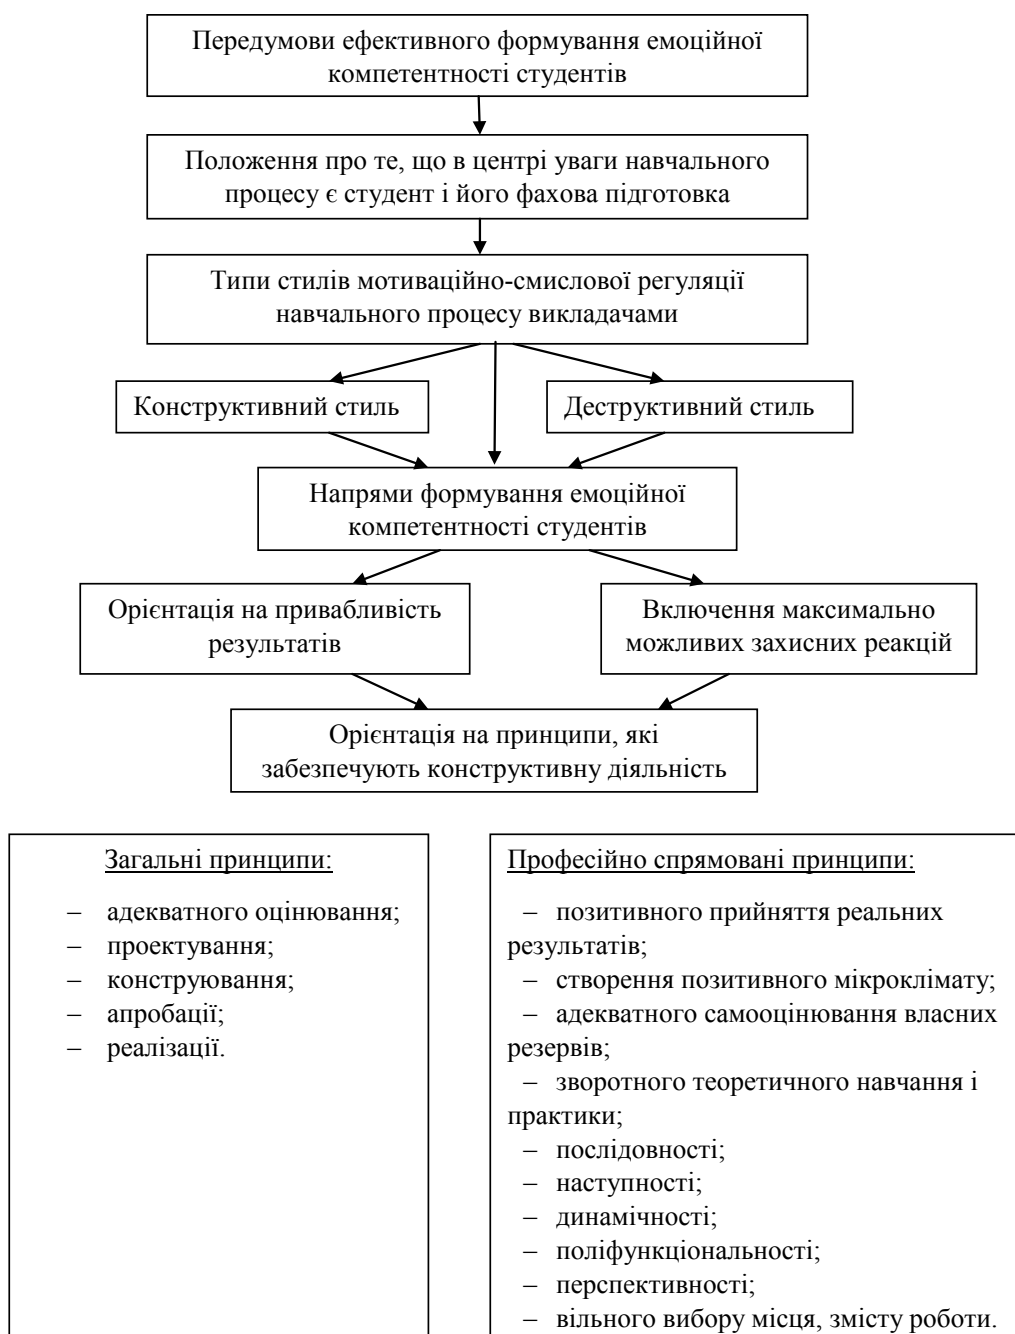 Передумови ефективного формування емоційної
компетентності студентів
Положення про те, що в центрі уваги навчального
процесу є студент і його фахова підготовка
Типи стилів мотиваційно-смислової регуляції
навчального процесу викладачами
Конструктивний стиль
Деструктивний стиль
Напрями формування емоційної
компетентності студентів
Орієнтація на привабливість
результатів
Включення максимально
можливих захисних реакцій
Орієнтація на принципи, які
забезпечують конструктивну діяльність
Загальні принципи:
– адекватного оцінювання;
– проектування;
– конструювання;
– апробації;
– реалізації.
Професійно спрямовані принципи:
– позитивного прийняття реальних
результатів;
– створення позитивного мікроклімату;
– адекватного самооцінювання власних
резервів;
– зворотного теоретичного навчання і
практики;
– послідовності;
– наступності;
– динамічності;
– поліфункціональності;
– перспективності;
– вільного вибору місця, змісту роботи.